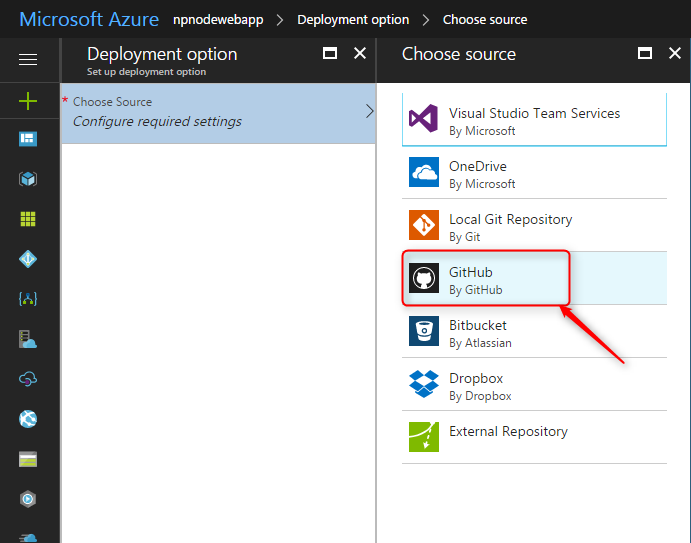 Microsoft Azure npnodewebapp > Deployment option > Choose source
Deployment option
Set up deployment option
* Choose Source
Configure required settings
Choose source
Visual Studio Team Services
By Microsoft
OneDrive
By Microsoft
Local Git Repository
By Git
GitHub
By GitHub
Bitbucket
By Atlassian
Dropbox
By Dropbox
External Repository